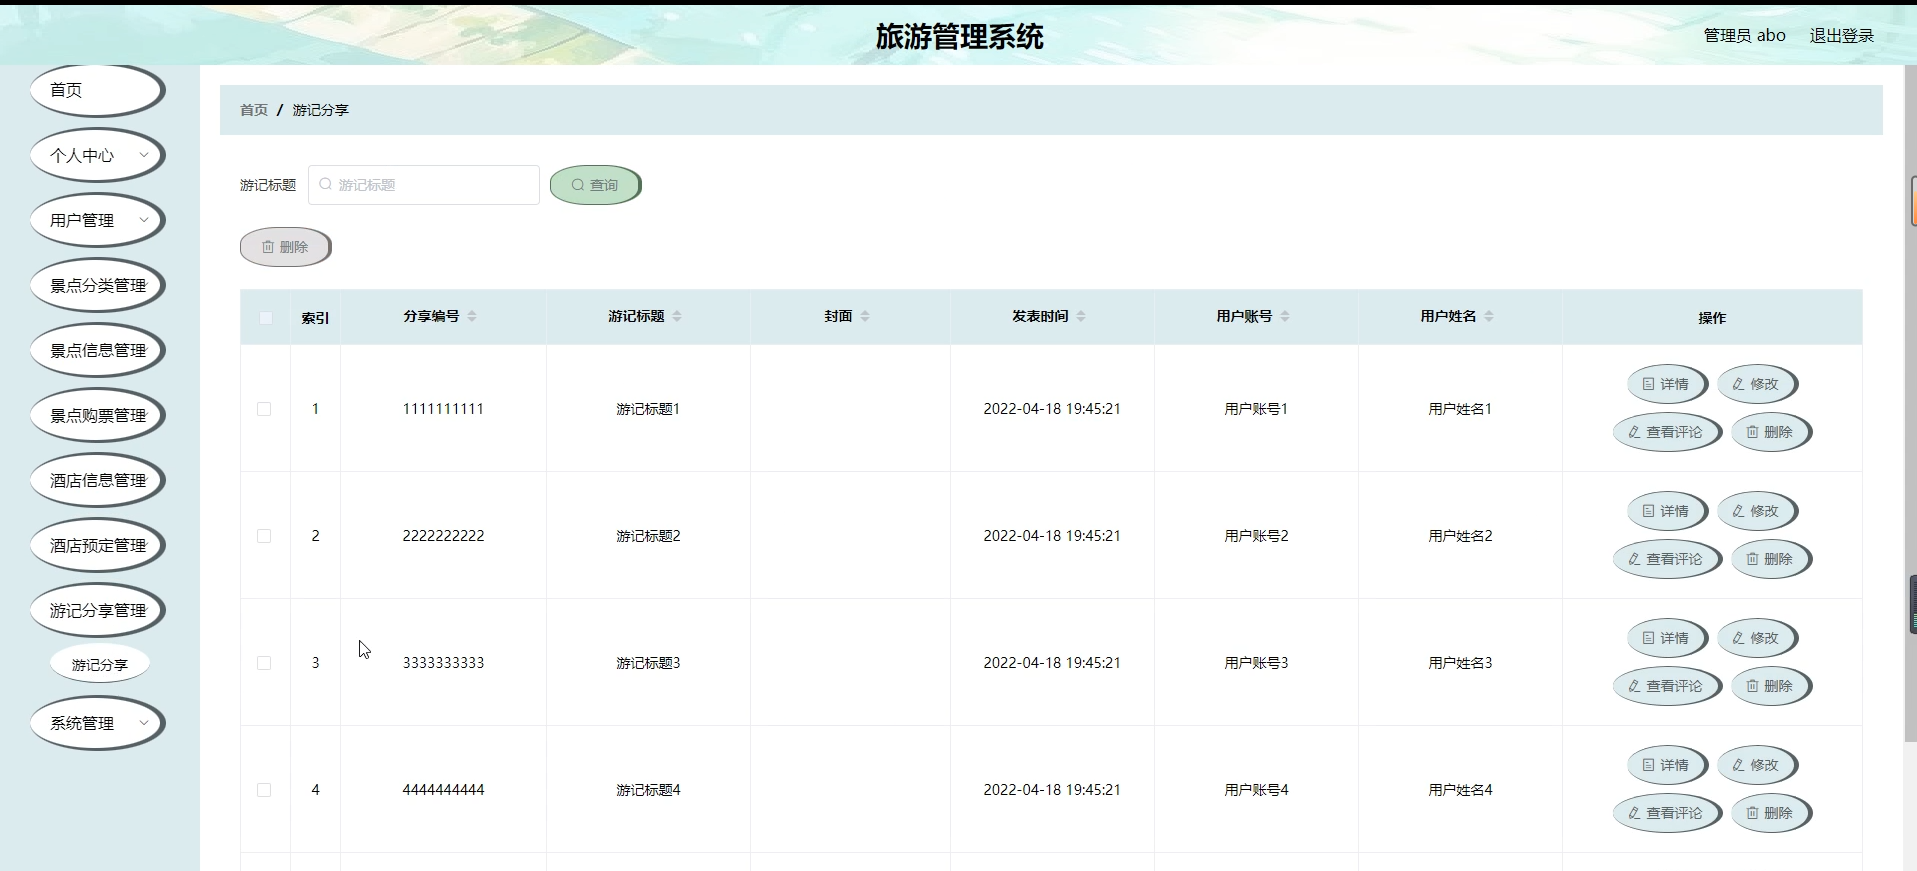 旅游管理系统
管理员 abo 退出登录
首页
个人中心
用户管理
景点分类管理
景点信息管理
景点购票管理
酒店信息管理
酒店预定管理
游记分享管理
游记分享
系统管理
首页 / 游记分享
游记标题 游记标题 查询
删除
索引 分享编号 游记标题 封面 发表时间 用户账号 用户姓名 操作
1 1111111111 游记标题1 2022-04-18 19:45:21 用户账号1 用户姓名1 详情 修改
查看评论 删除
2 2222222222 游记标题2 2022-04-18 19:45:21 用户账号2 用户姓名2 详情 修改
查看评论 删除
3 3333333333 游记标题3 2022-04-18 19:45:21 用户账号3 用户姓名3 详情 修改
查看评论 删除
4 4444444444 游记标题4 2022-04-18 19:45:21 用户账号4 用户姓名4 详情 修改
查看评论 删除